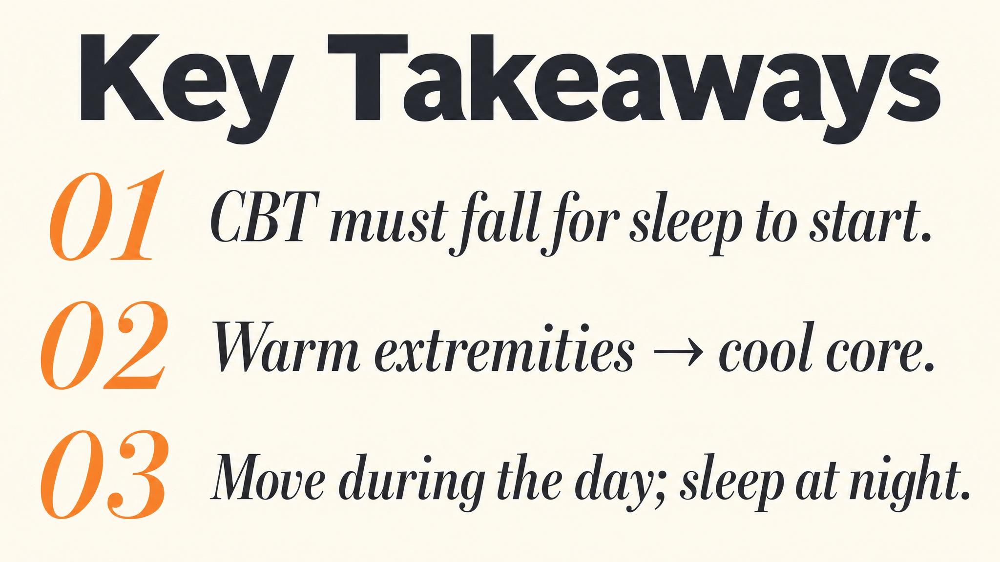 Key Takeaways
01 CBT must fall for sleep to start.
02 Warm extremities → cool core.
03 Move during the day; sleep at night.